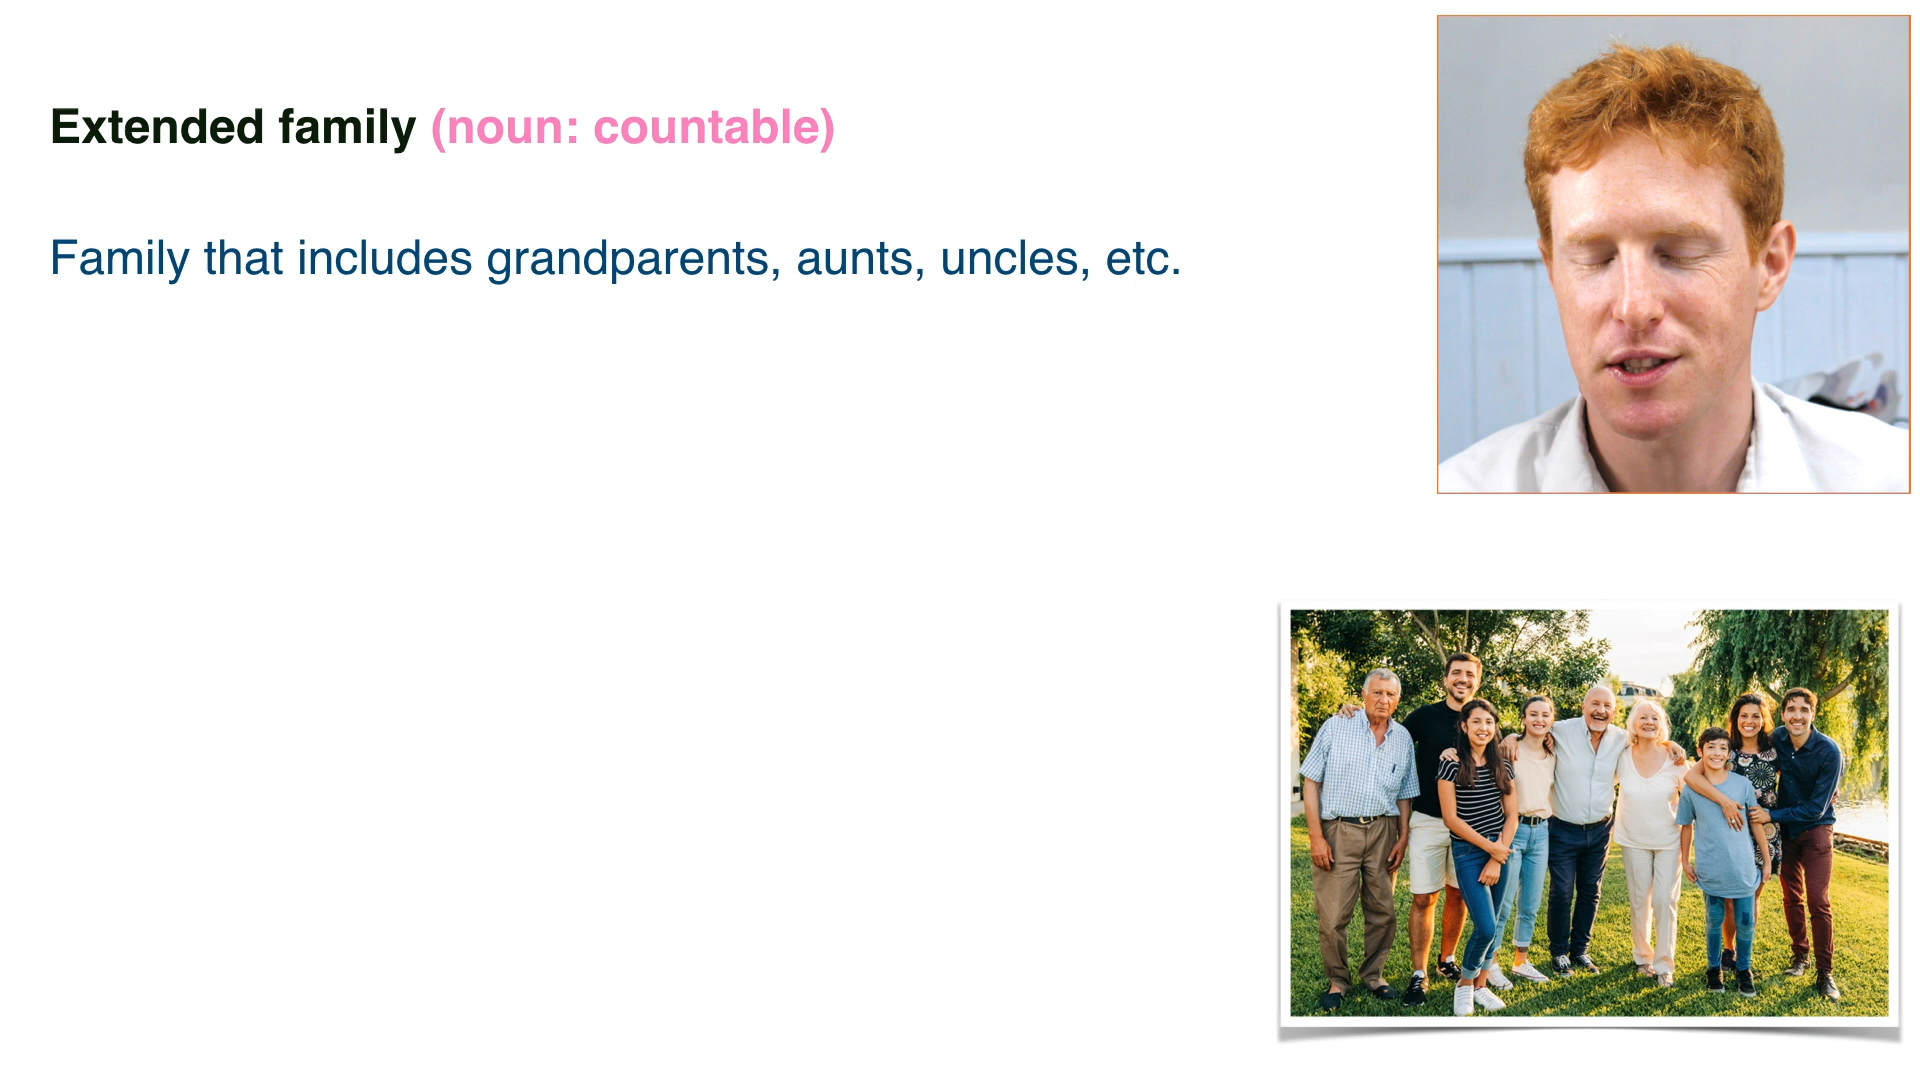 Extended family (noun: countable)
Family that includes grandparents, aunts, uncles, etc.